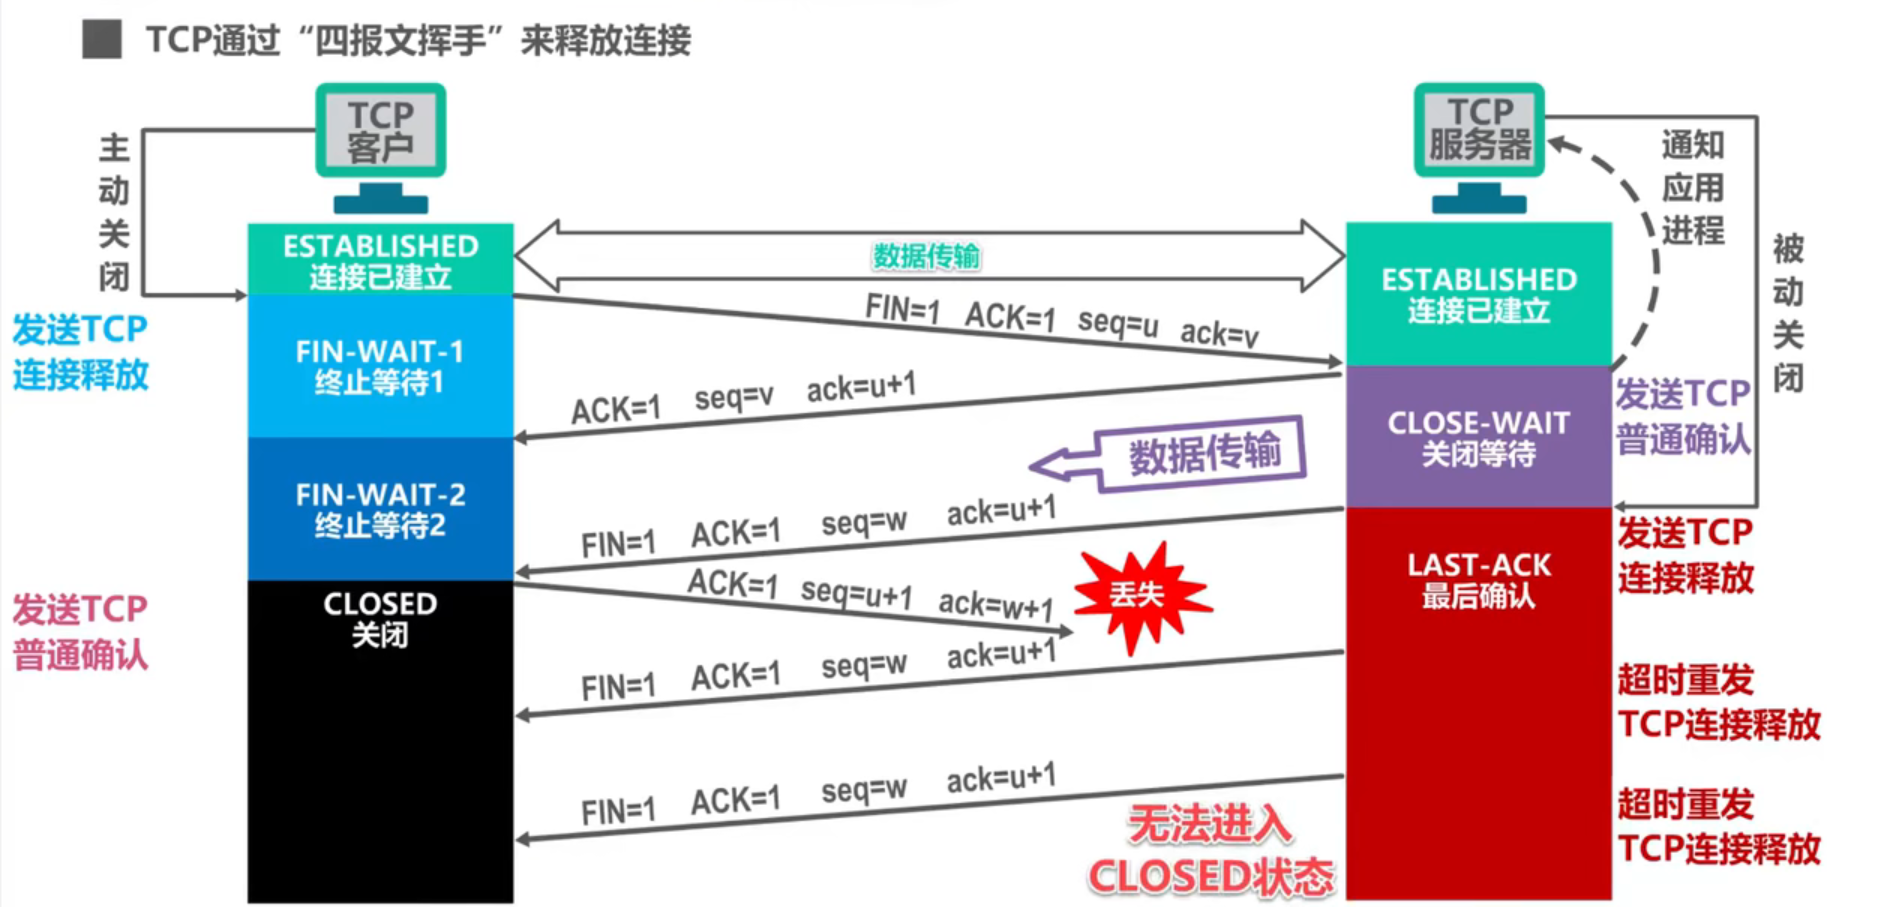 TCP通过“四报文挥手”来释放连接
TCP
客户
TCP
服务器
主
动
关
闭
通知
应用
进程
被
动
关
闭
ESTABLISHED
连接已建立
数据传输
ESTABLISHED
连接已建立
FIN=1 ACK=1 seq=u ack=v
发送TCP
连接释放
FIN-WAIT-1
终止等待1
ACK=1 seq=v ack=u+1
发送TCP
普通确认
CLOSE-WAIT
关闭等待
数据传输
FIN-WAIT-2
终止等待2
FIN=1 ACK=1 seq=w ack=u+1
发送TCP
连接释放
LAST-ACK
最后确认
ACK=1 seq=u+1 ack=w+1
丢失
CLOSED
关闭
发送TCP
普通确认
FIN=1 ACK=1 seq=w ack=u+1
超时重发
TCP连接释放
FIN=1 ACK=1 seq=w ack=u+1
超时重发
TCP连接释放
无法进入
CLOSED状态